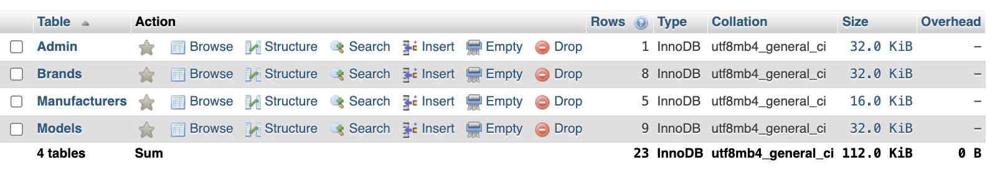 Table Action Rows Type Collation Size Overhead
Admin Browse Structure Search Insert Empty Drop 1 InnoDB utf8mb4_general_ci 32.0 KiB –
Brands Browse Structure Search Insert Empty Drop 8 InnoDB utf8mb4_general_ci 32.0 KiB –
Manufacturers Browse Structure Search Insert Empty Drop 5 InnoDB utf8mb4_general_ci 16.0 KiB –
Models Browse Structure Search Insert Empty Drop 9 InnoDB utf8mb4_general_ci 32.0 KiB –
4 tables Sum 23 InnoDB utf8mb4_general_ci 112.0 KiB 0 B